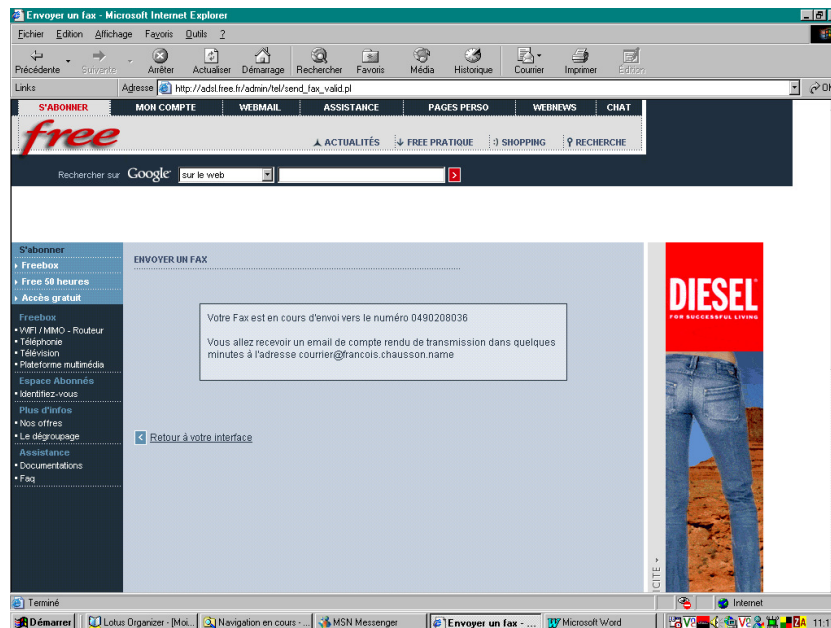 Envoyer un fax - Microsoft Internet Explorer
Fichier Edition Affichage Favoris Outils ?
Précédente Suivante Arrêter Actualiser Démarrage Rechercher Favoris Média Historique Courrier Imprimer Edition
Links Adresse http://adsl.free.fr/admin/tel/send_fax_valid.pl OK
S'ABONNER MON COMPTE WEBMAIL ASSISTANCE PAGES PERSO WEBNEWS CHAT
free
ACTUALITÉS FREE PRATIQUE :) SHOPPING RECHERCHE
Rechercher sur Google sur le web
S'abonner
Freebox
Free 50 heures
Accès gratuit
Freebox
• WIFI / MIMO - Routeur
• Téléphonie
• Télévision
• Plateforme multimédia
Espace Abonnés
• Identifiez-vous
Plus d'infos
• Nos offres
• Le dégroupage
Assistance
• Documentations
• Faq
ENVOYER UN FAX
Votre Fax est en cours d'envoi vers le numéro 0490208036
Vous allez recevoir un email de compte rendu de transmission dans quelques
minutes à l'adresse courrier@francois.chausson.name
< Retour à votre interface
DIESEL
FOR SUCCESSFUL LIVING
ICITE
Terminé Internet
Démarrer Lotus Organizer - [Moi... Navigation en cours - ... MSN Messenger Envoyer un fax - ... Microsoft Word 11:1